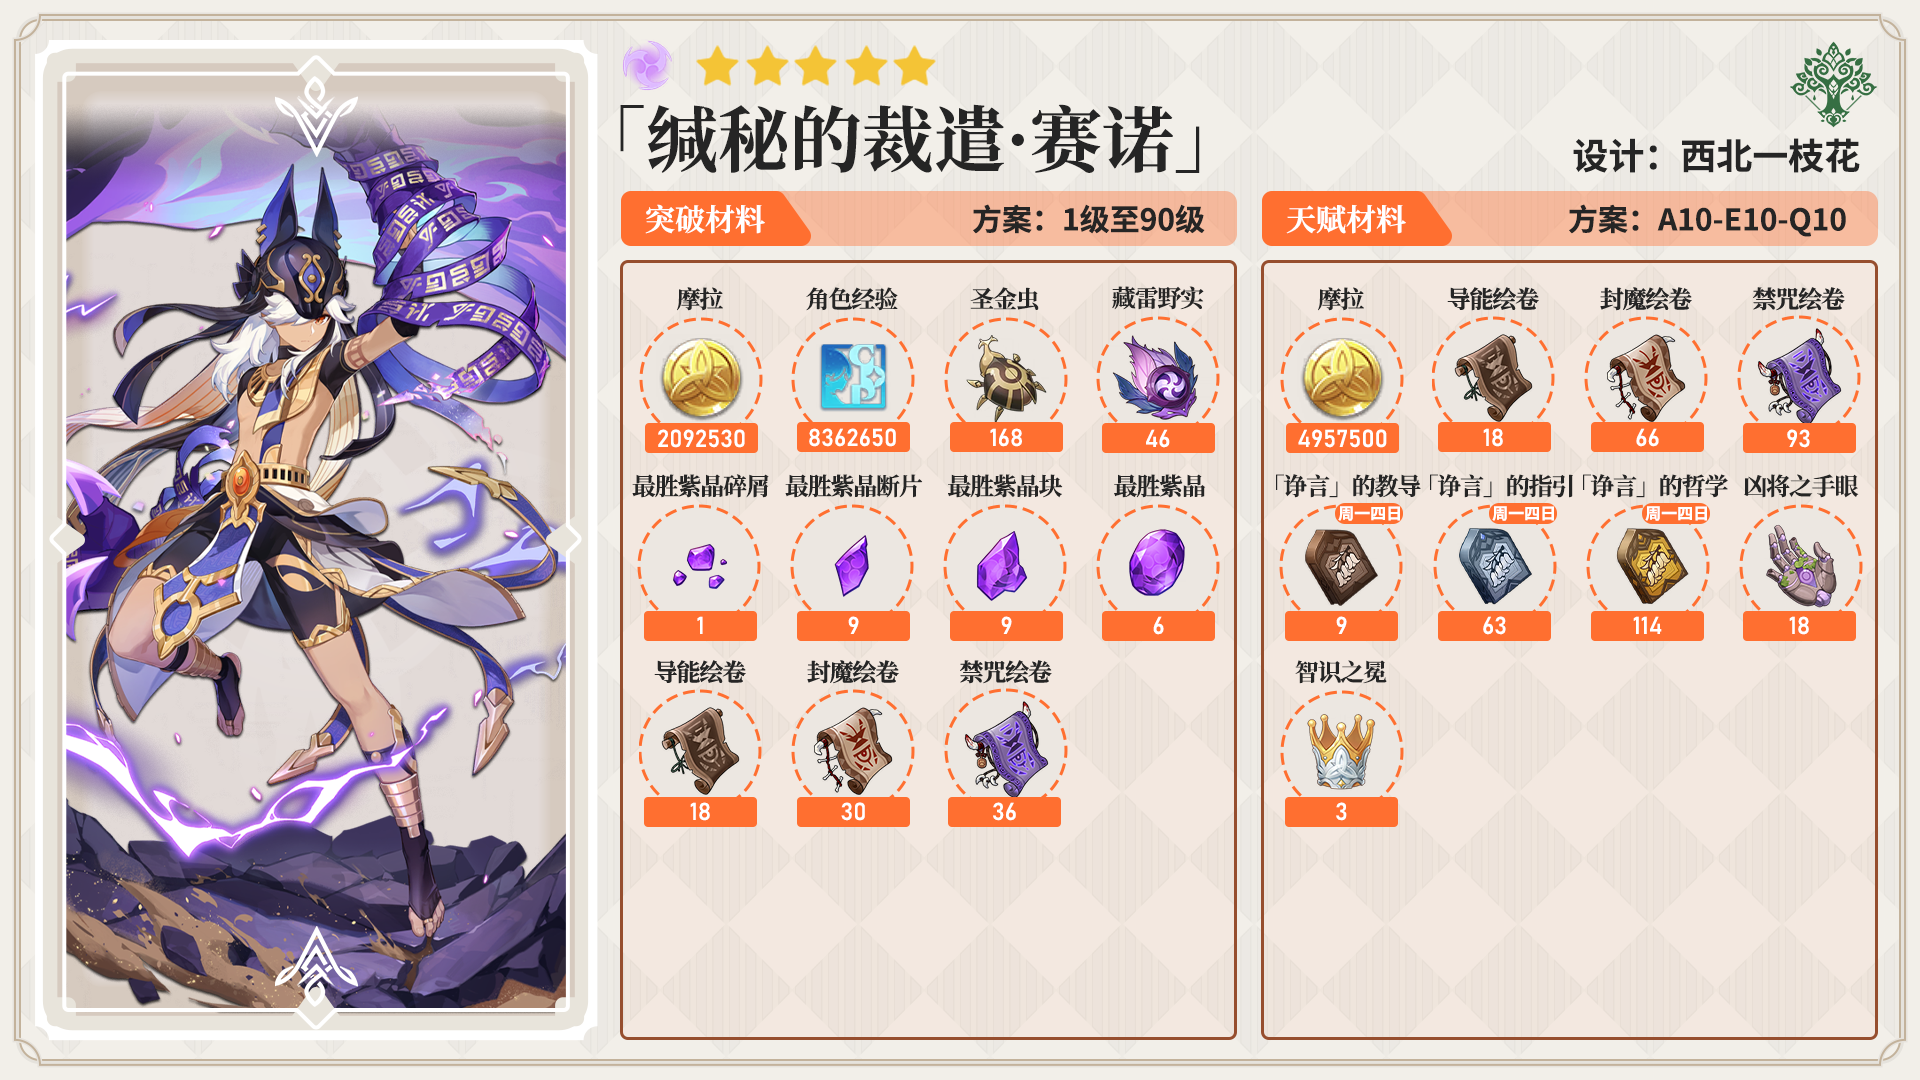 「缄秘的裁遣·赛诺」
设计：西北一枝花
突破材料
方案：1级至90级
摩拉
角色经验
圣金虫
藏雷野实
2092530
8362650
168
46
最胜紫晶碎屑
最胜紫晶断片
最胜紫晶块
最胜紫晶
1
9
9
6
导能绘卷
封魔绘卷
禁咒绘卷
18
30
36
天赋材料
方案：A10-E10-Q10
摩拉
导能绘卷
封魔绘卷
禁咒绘卷
4957500
18
66
93
「诤言」的教导
「诤言」的指引
「诤言」的哲学
凶将之手眼
周一四日
周一四日
周一四日
9
63
114
18
智识之冕
3